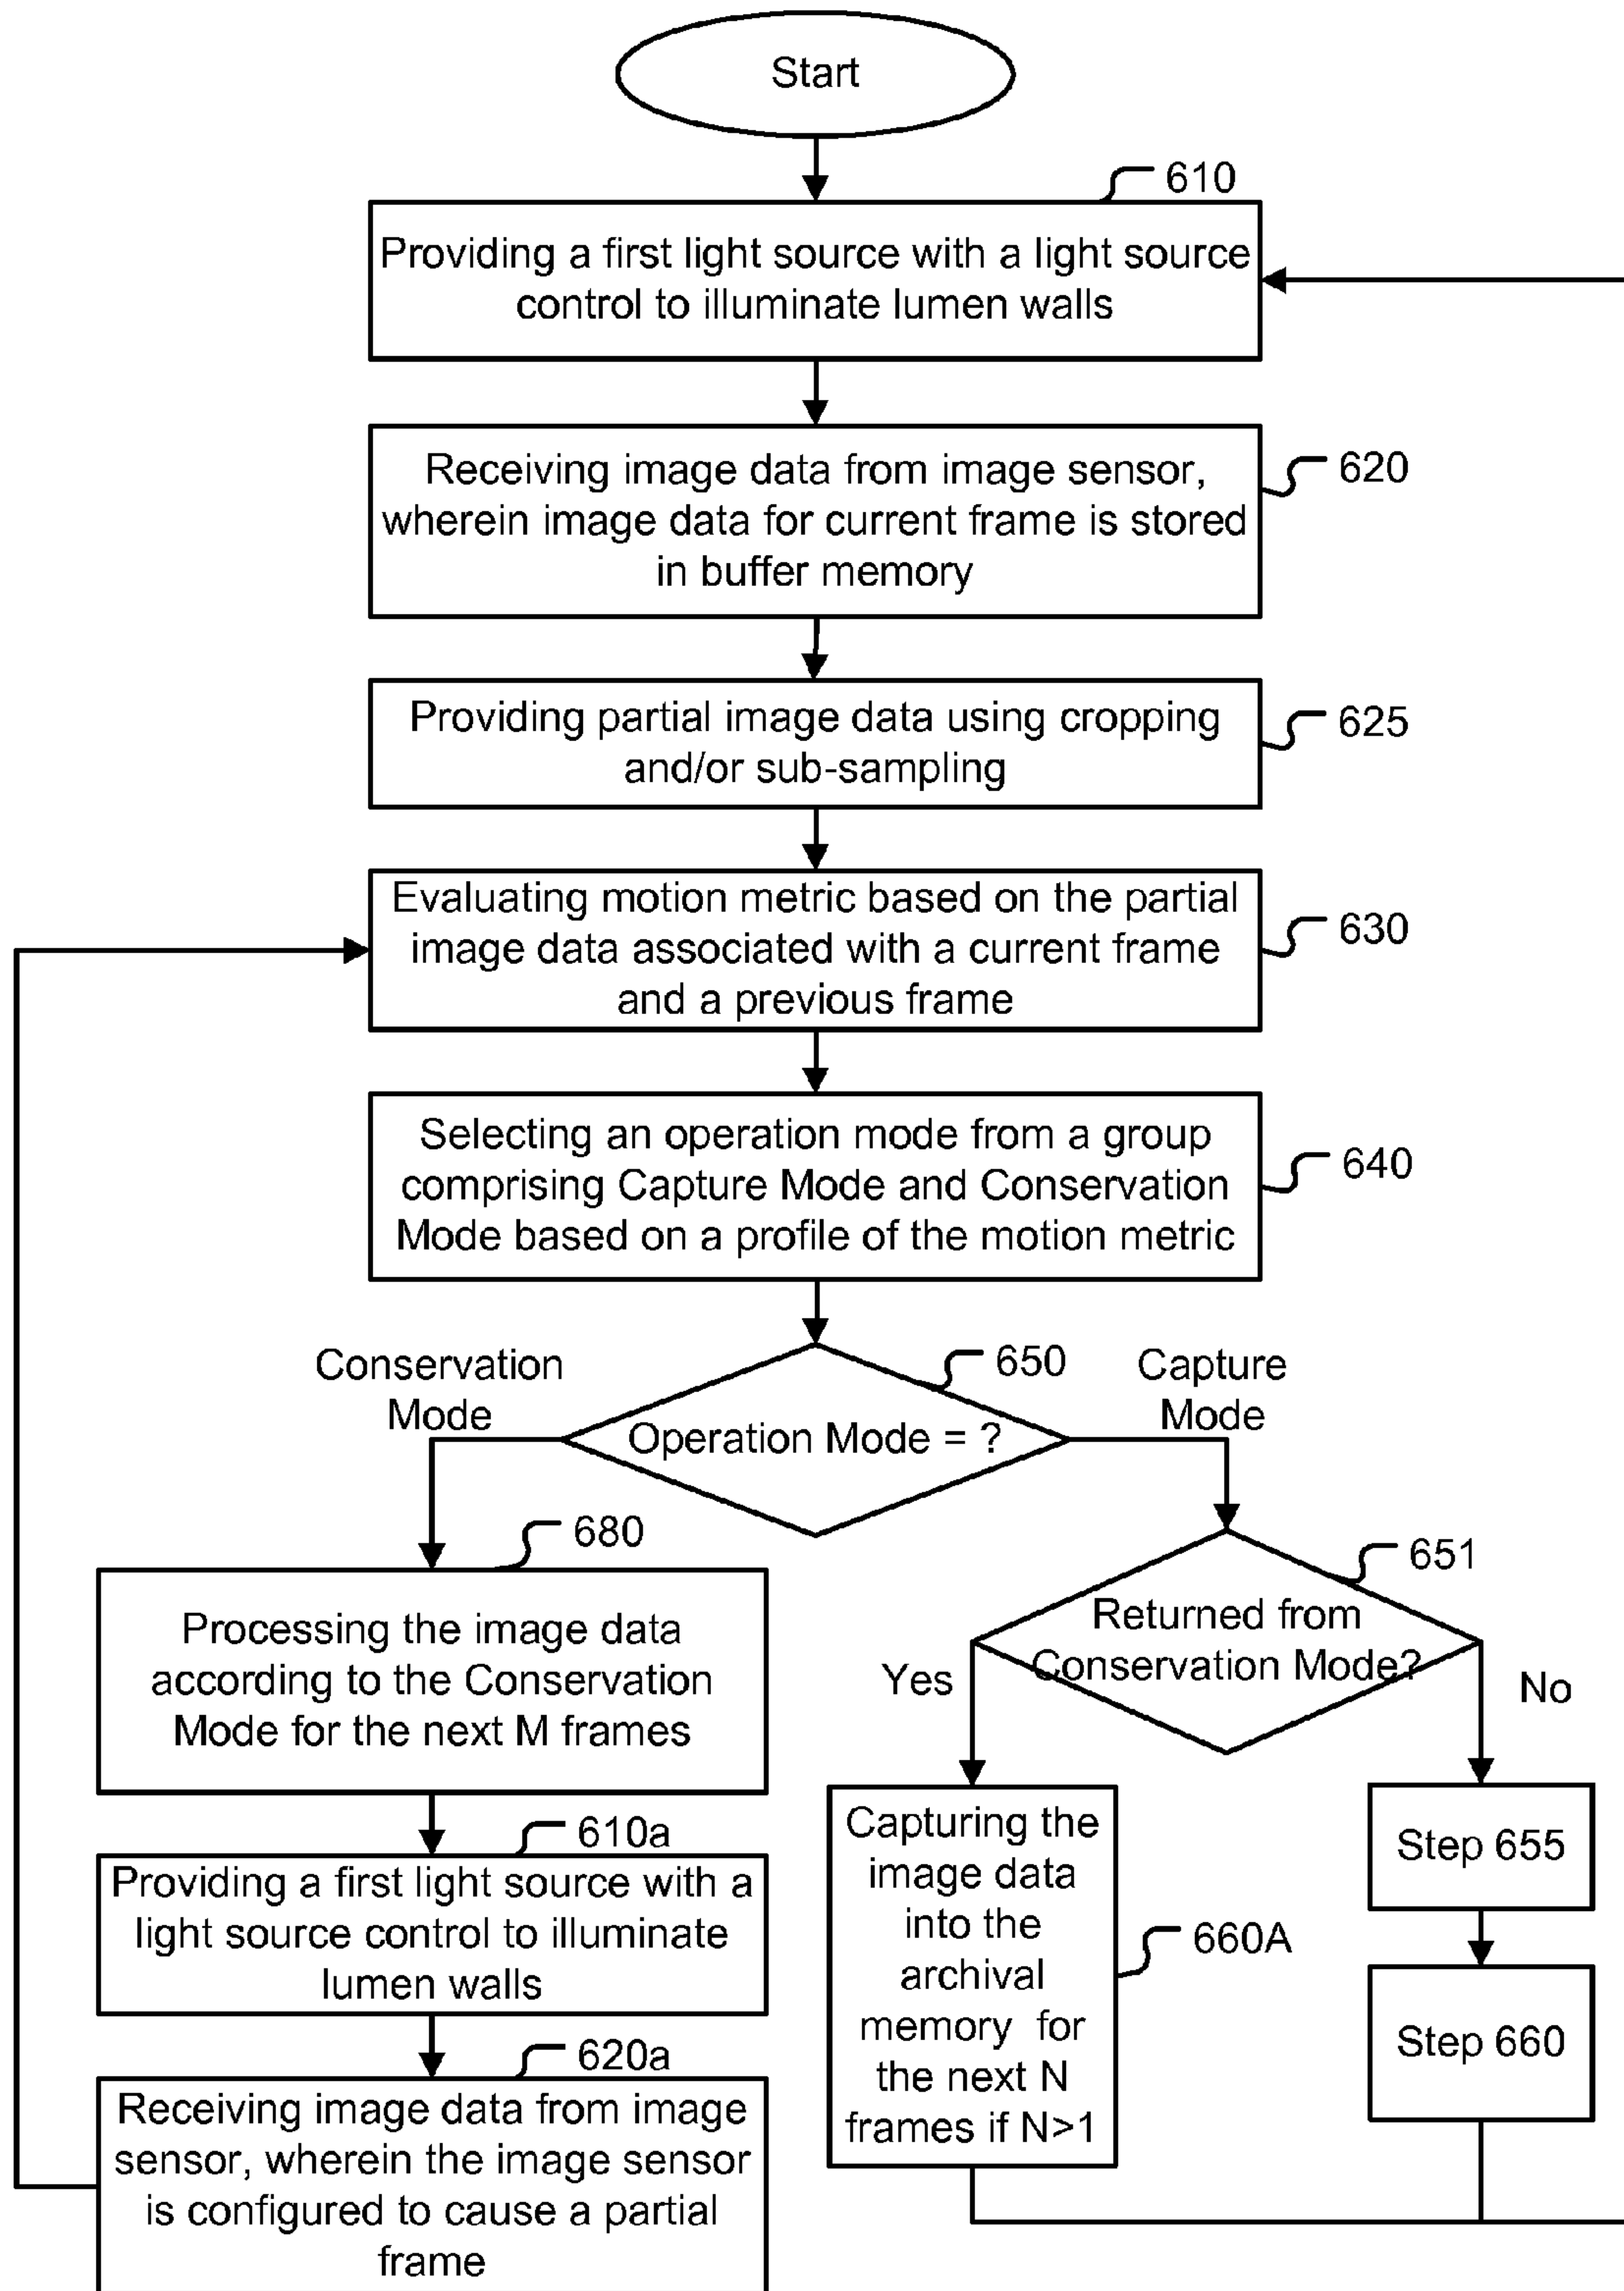 Start
610
Providing a first light source with a light source
control to illuminate lumen walls
Receiving image data from image sensor,
wherein image data for current frame is stored
in buffer memory
620
Providing partial image data using cropping
and/or sub-sampling
625
Evaluating motion metric based on the partial
image data associated with a current frame
and a previous frame
630
Selecting an operation mode from a group
comprising Capture Mode and Conservation
Mode based on a profile of the motion metric
640
Conservation
Mode
650
Capture
Mode
Operation Mode = ?
680
Processing the image data
according to the Conservation
Mode for the next M frames
651
Returned from
Conservation Mode?
Yes
No
610a
Providing a first light source with a
light source control to illuminate
lumen walls
620a
Receiving image data from image
sensor, wherein the image sensor
is configured to cause a partial
frame
Capturing the
image data
into the
archival
memory for
the next N
frames if N>1
660A
Step 655
Step 660